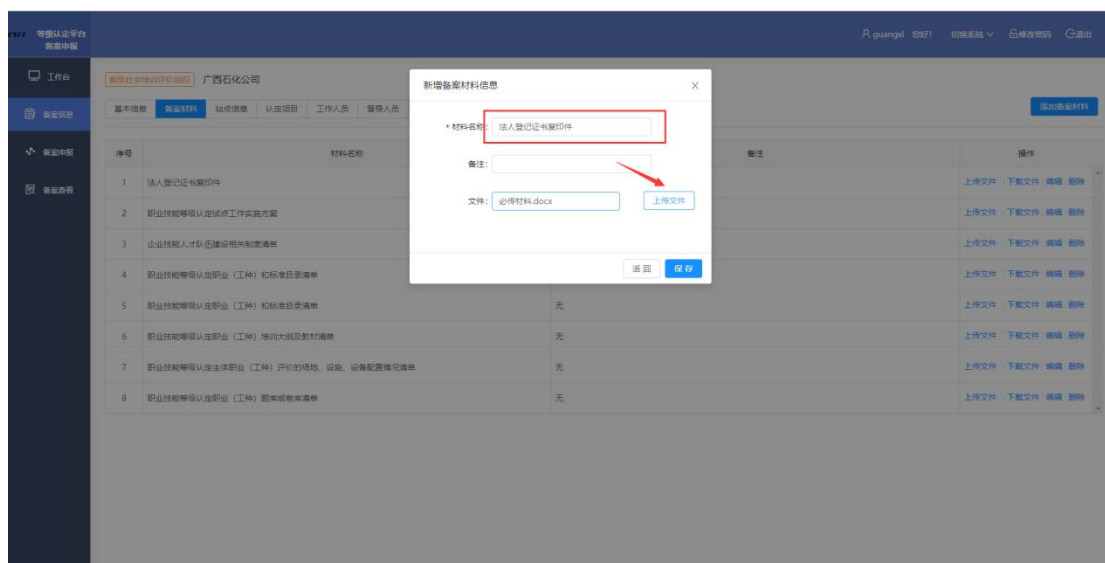 等级认定平台
备案申报
guangxi 您好！ 切换系统 修改密码 退出
工作台
备案信息
备案申报
备案查看
省级社会培训评价组织 广西石化公司
基本信息 备案材料 站点信息 认定项目 工作人员 督导人员
添加备案材料
序号 材料名称 备注 操作
1 法人登记证书复印件 上传文件 下载文件 编辑 删除
2 职业技能等级认定试点工作实施方案 上传文件 下载文件 编辑 删除
3 企业技能人才队伍建设相关制度清单 上传文件 下载文件 编辑 删除
4 职业技能等级认定职业（工种）和标准目录清单 上传文件 下载文件 编辑 删除
5 职业技能等级认定职业（工种）和标准目录清单 无 上传文件 下载文件 编辑 删除
6 职业技能等级认定职业（工种）培训大纲及教材清单 无 上传文件 下载文件 编辑 删除
7 职业技能等级认定主体职业（工种）评价的场地、设施、设备配置情况清单 无 上传文件 下载文件 编辑 删除
8 职业技能等级认定职业（工种）题库或卷库清单 无 上传文件 下载文件 编辑 删除
新增备案材料信息
* 材料名称： 法人登记证书复印件
备注：
文件： 必传材料.docx 上传文件
返回 保存